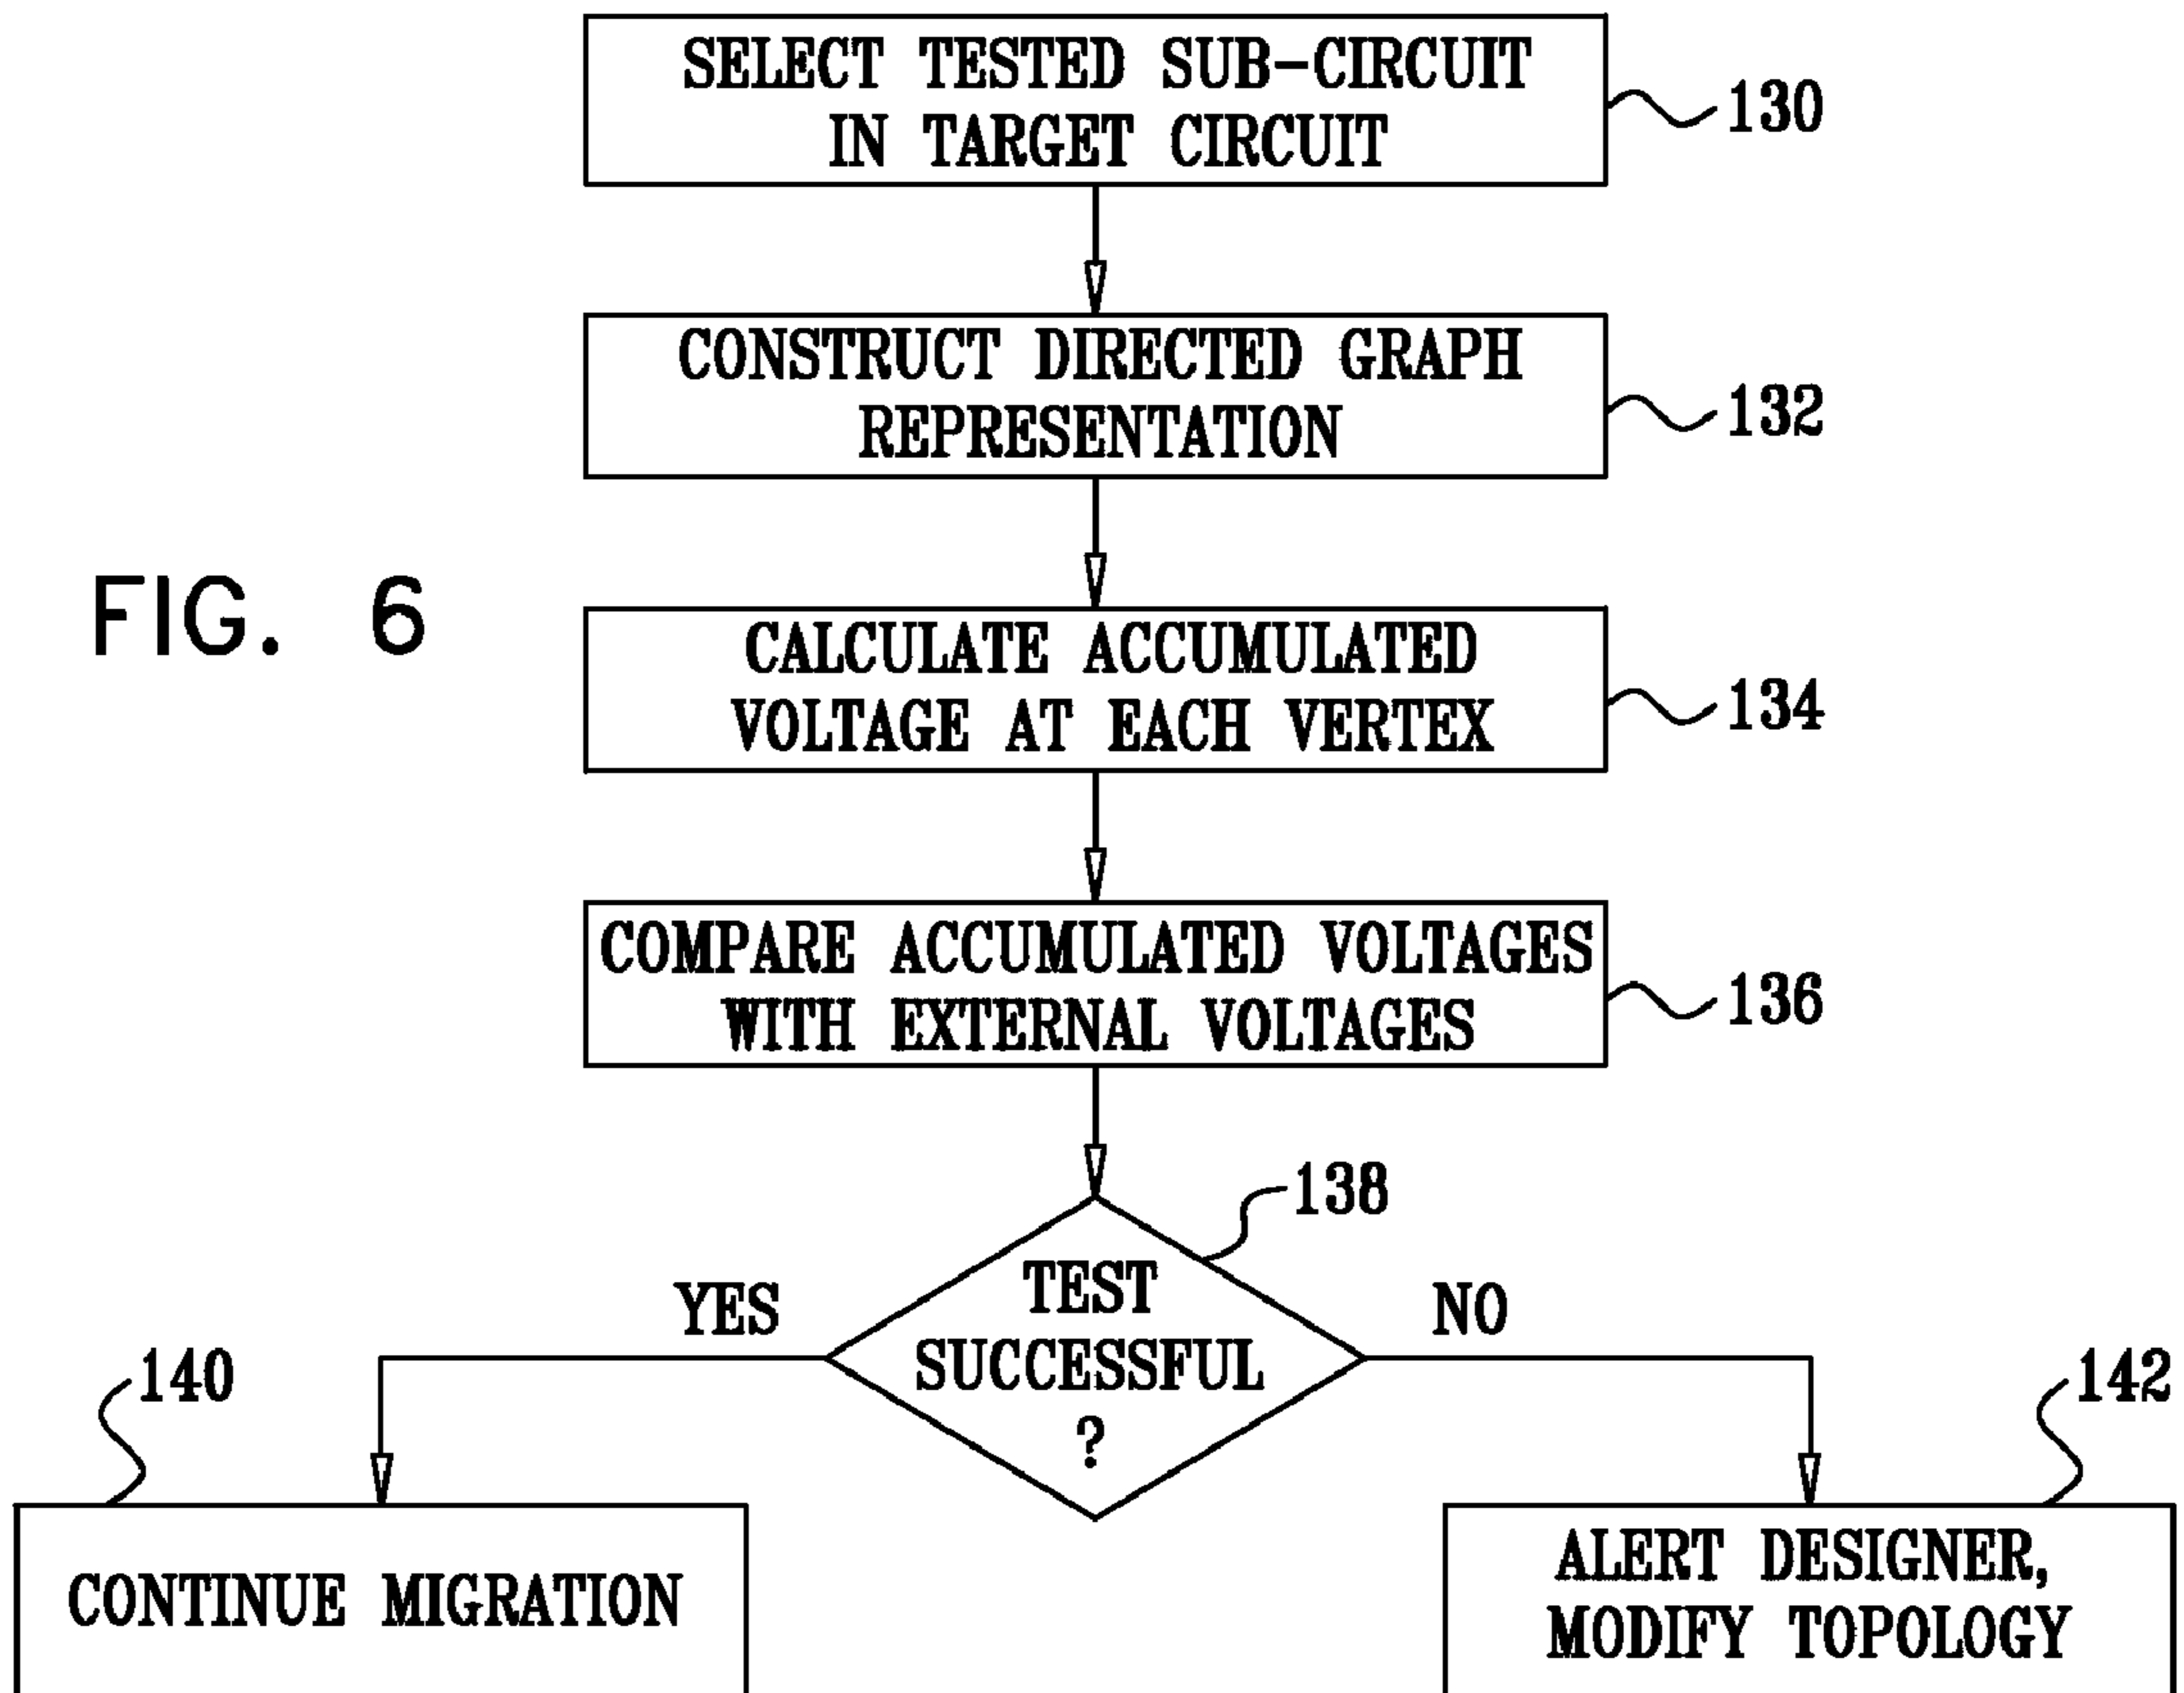 SELECT TESTED SUB-CIRCUIT
IN TARGET CIRCUIT
130
CONSTRUCT DIRECTED GRAPH
REPRESENTATION
132
FIG. 6
CALCULATE ACCUMULATED
VOLTAGE AT EACH VERTEX
134
COMPARE ACCUMULATED VOLTAGES
WITH EXTERNAL VOLTAGES
136
138
TEST
SUCCESSFUL
?
YES
NO
140
CONTINUE MIGRATION
142
ALERT DESIGNER,
MODIFY TOPOLOGY